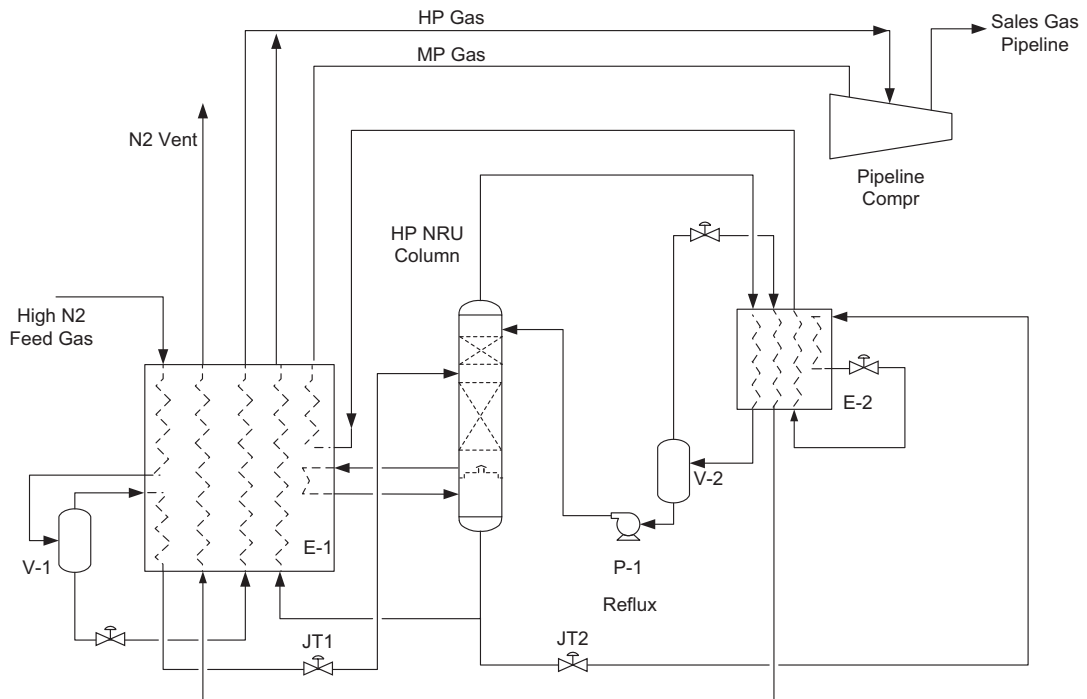 HP Gas
Sales Gas
Pipeline
MP Gas
N2 Vent
Pipeline
Compr
HP NRU
Column
High N2
Feed Gas
E-2
V-2
E-1
V-1
P-1
Reflux
JT1
JT2